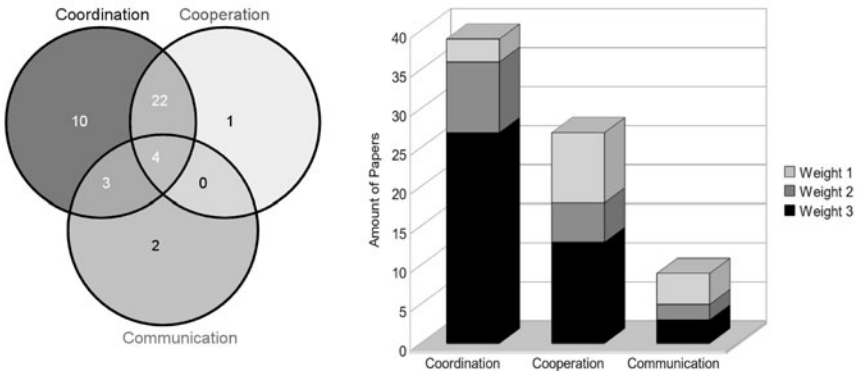 Coordination
Cooperation
10
22
1
4
3
0
2
Communication
Amount of Papers
40
35
30
25
20
15
10
5
0
Coordination
Cooperation
Communication
Weight 1
Weight 2
Weight 3